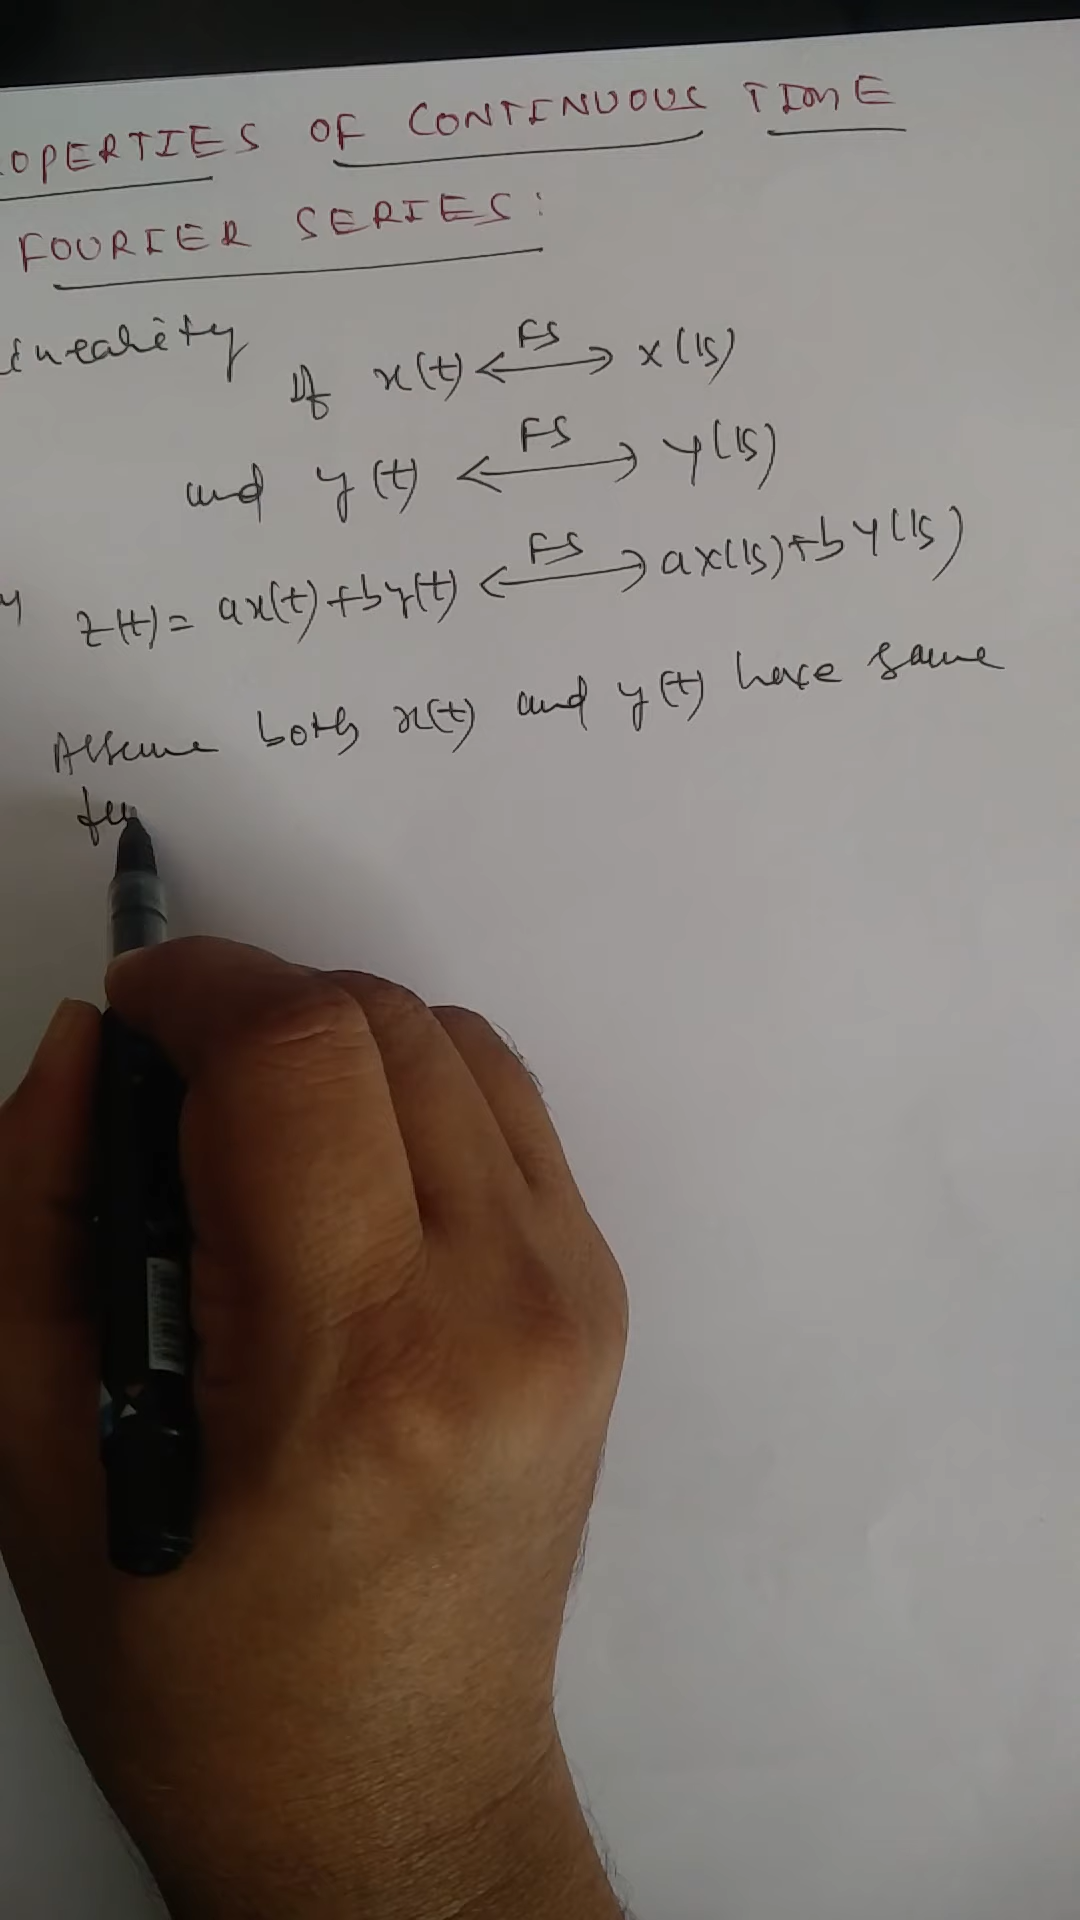 OPERTIES OF CONTINUOUS TIME
FOURIER SERIES:
inearity
If x(t) <--FS--> X(k)
and y(t) <--FS--> Y(k)
z(t) = ax(t)+by(t) <--FS--> aX(k)+bY(k)
Assume both x(t) and y(t) have same